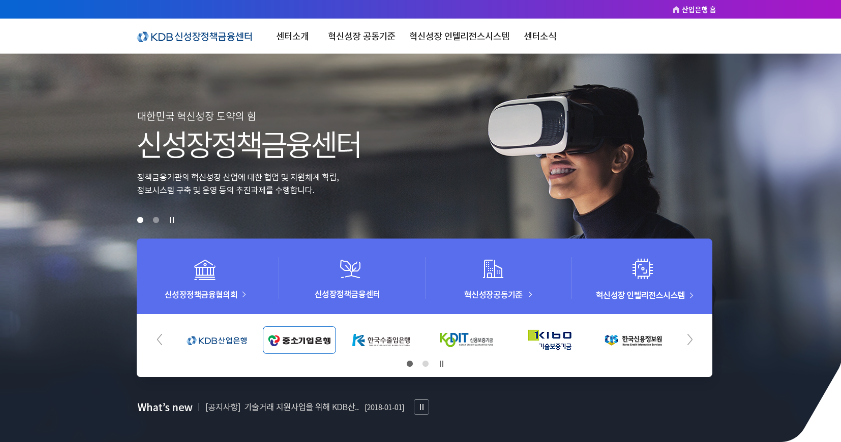 산업은행 홈
KDB 신성장정책금융센터
센터소개
혁신성장 공동기준
혁신성장 인텔리전스시스템
센터소식
대한민국 혁신성장 도약의 힘
신성장정책금융센터
정책금융기관의 혁신성장 산업에 대한 협업 및 지원체계 확립,
정보시스템 구축 및 운영 등의 추진과제를 수행합니다.
신성장정책금융협의회
신성장정책금융센터
혁신성장공동기준
혁신성장 인텔리전스시스템
KDB산업은행
중소기업은행
한국수출입은행
KODIT 신용보증기금
KIBO
기술보증기금
한국신용정보원
What's new
[공지사항] 기술거래 지원사업을 위해 KDB산... [2018-01-01]